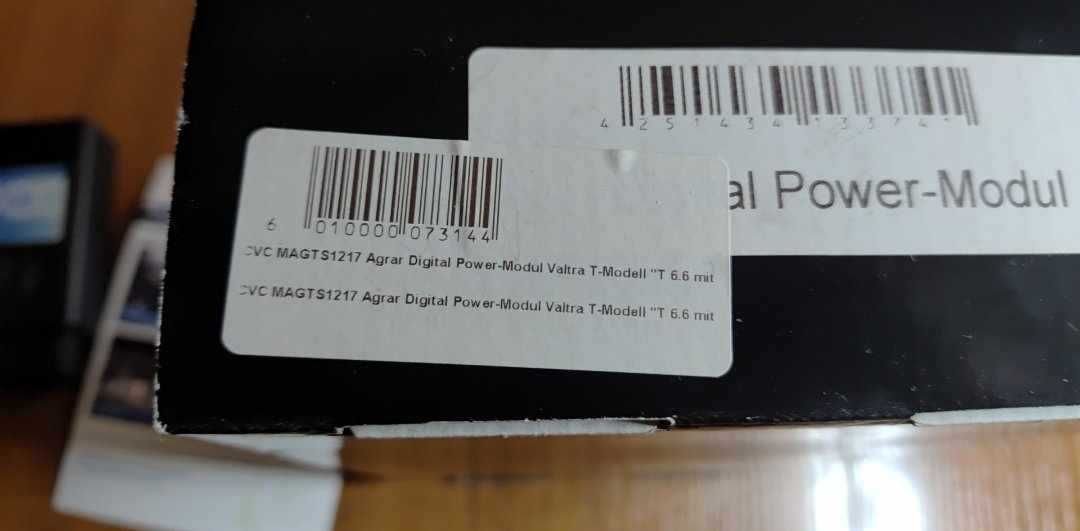 4 251434 133741
al Power-Modul
6 010000 073144
CVC MAGTS1217 Agrar Digital Power-Modul Valtra T-Modell "T 6.6 mit
CVC MAGTS1217 Agrar Digital Power-Modul Valtra T-Modell "T 6.6 mit